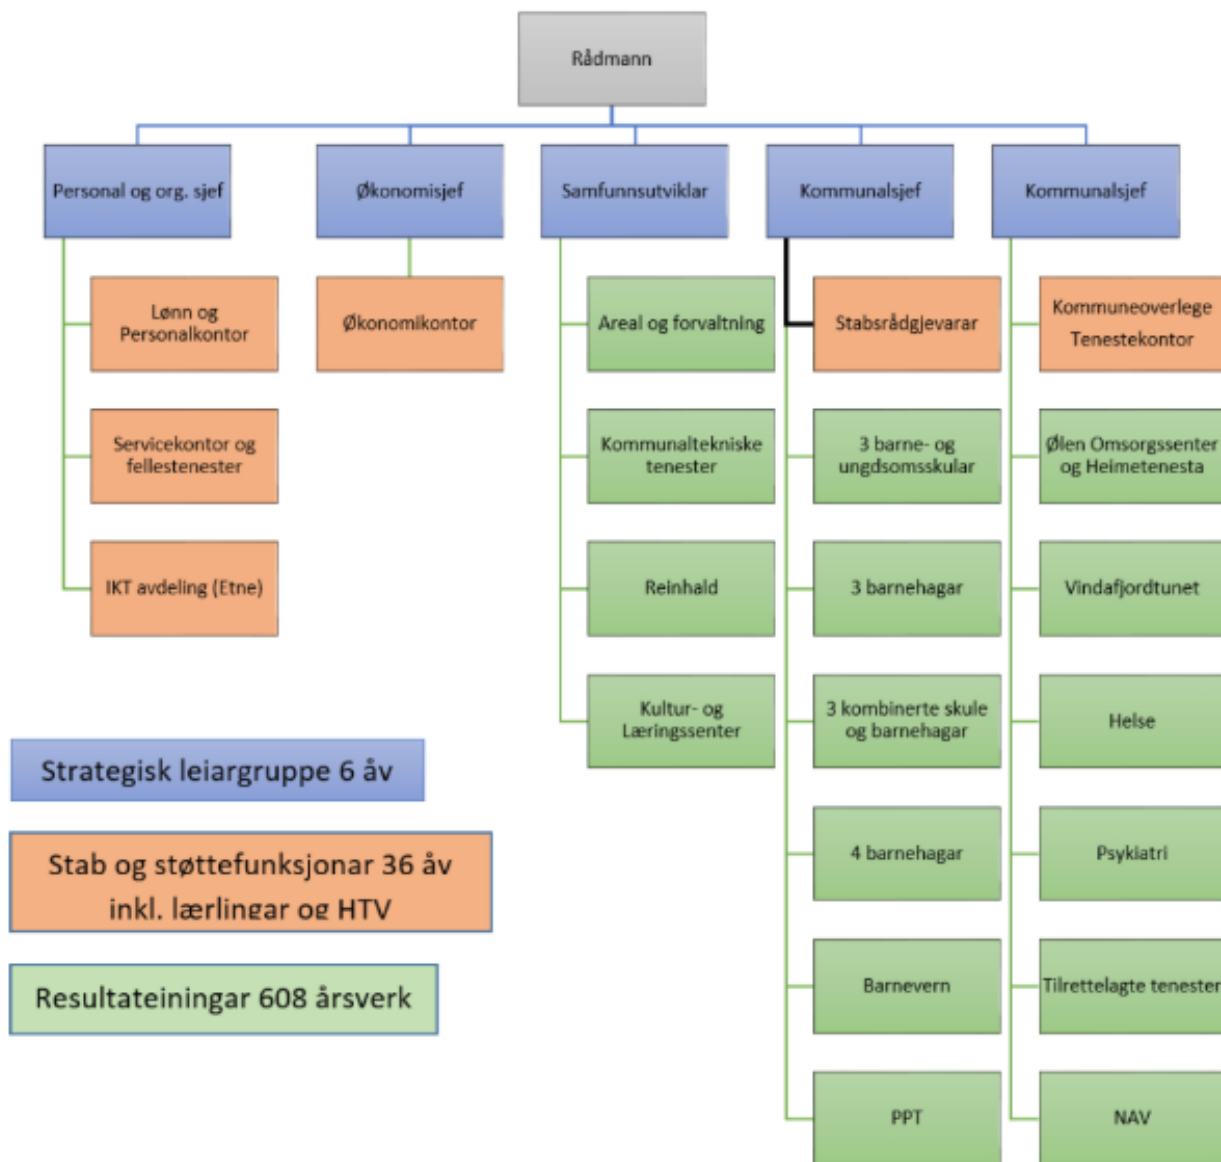 Rådmann
Personal og org. sjef
Økonomisjef
Samfunnsutviklar
Kommunalsjef
Kommunalsjef
Lønn og
Personalkontor
Økonomikontor
Areal og forvaltning
Stabsrådgjevarar
Kommuneoverlege
Tenestekontor
Servicekontor og
fellestenester
Kommunaltekniske
tenester
3 barne- og
ungdsomsskular
Ølen Omsorgssenter
og Heimetenesta
IKT avdeling (Etne)
Reinhald
3 barnehagar
Vindafjordtunet
Kultur- og
Læringssenter
3 kombinerte skule
og barnehagar
Helse
Strategisk leiargruppe 6 åv
4 barnehagar
Psykiatri
Stab og støttefunksjonar 36 åv
inkl. lærlingar og HTV
Barnevern
Tilrettelagte tenester
Resultateiningar 608 årsverk
PPT
NAV